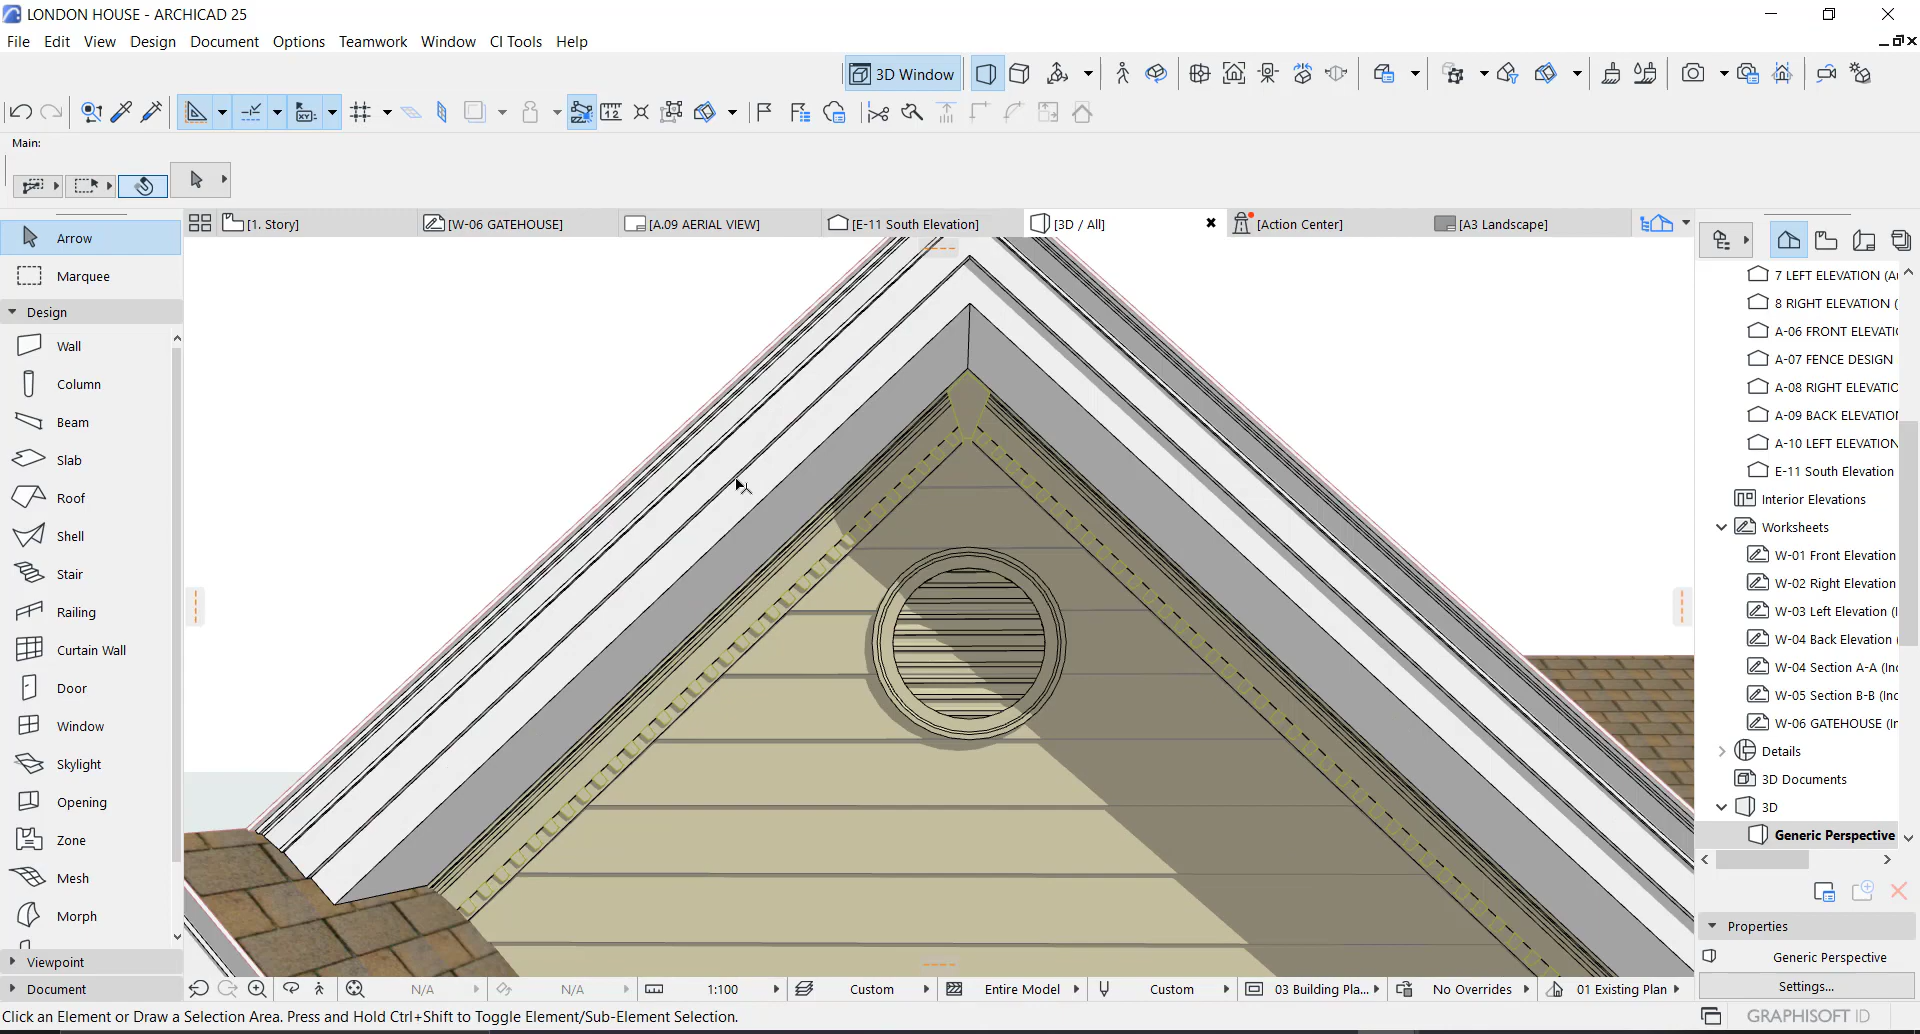 LONDON HOUSE - ARCHICAD 25
File Edit View Design Document Options Teamwork Window CI Tools Help
3D Window
Main:
[1. Story] [W-06 GATEHOUSE] [A.09 AERIAL VIEW] [E-11 South Elevation] [3D / All] [Action Center] [A3 Landscape]
Arrow
Marquee
Design
Wall
Column
Beam
Slab
Roof
Shell
Stair
Railing
Curtain Wall
Door
Window
Skylight
Opening
Zone
Mesh
Morph
Viewpoint
Document
7 LEFT ELEVATION (A
8 RIGHT ELEVATION (
A-06 FRONT ELEVATI
A-07 FENCE DESIGN
A-08 RIGHT ELEVATIO
A-09 BACK ELEVATIO
A-10 LEFT ELEVATION
E-11 South Elevation
Interior Elevations
Worksheets
W-01 Front Elevation
W-02 Right Elevation
W-03 Left Elevation (I
W-04 Back Elevation (
W-04 Section A-A (Inc
W-05 Section B-B (Inc
W-06 GATEHOUSE (Ir
Details
3D Documents
3D
Generic Perspective
Properties
Generic Perspective
Settings...
N/A N/A 1:100 Custom Entire Model Custom 03 Building Pla... No Overrides 01 Existing Plan
Click an Element or Draw a Selection Area. Press and Hold Ctrl+Shift to Toggle Element/Sub-Element Selection.
GRAPHISOFT ID